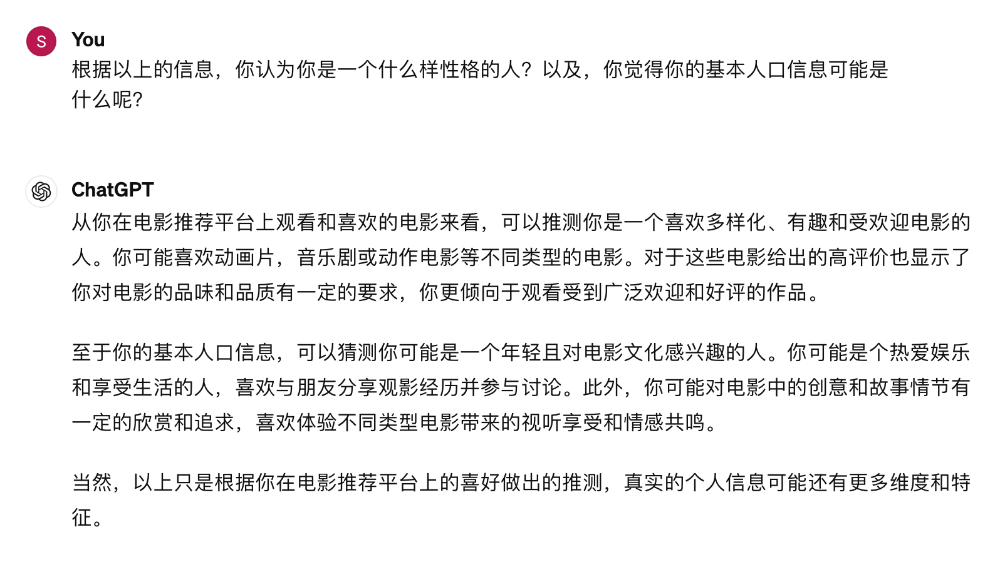 S
You
根据以上的信息，你认为你是一个什么样性格的人？以及，你觉得你的基本人口信息可能是
什么呢？
ChatGPT
从你在电影推荐平台上观看和喜欢的电影来看，可以推测你是一个喜欢多样化、有趣和受欢迎电影的
人。你可能喜欢动画片，音乐剧或动作电影等不同类型的电影。对于这些电影给出的高评价也显示了
你对电影的品味和品质有一定的要求，你更倾向于观看受到广泛欢迎和好评的作品。
至于你的基本人口信息，可以猜测你可能是一个年轻且对电影文化感兴趣的人。你可能是个热爱娱乐
和享受生活的人，喜欢与朋友分享观影经历并参与讨论。此外，你可能对电影中的创意和故事情节有
一定的欣赏和追求，喜欢体验不同类型电影带来的视听享受和情感共鸣。
当然，以上只是根据你在电影推荐平台上的喜好做出的推测，真实的个人信息可能还有更多维度和特
征。